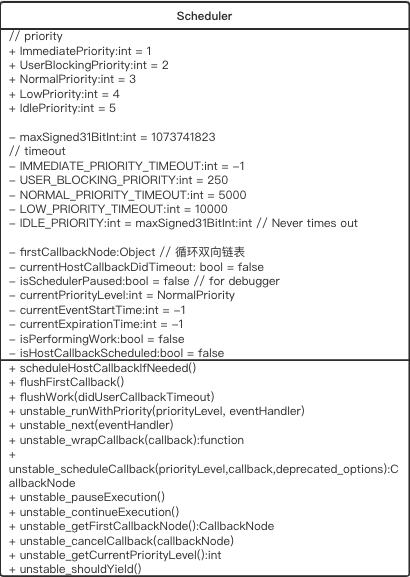 Scheduler
// priority
+ ImmediatePriority:int = 1
+ UserBlockingPriority:int = 2
+ NormalPriority:int = 3
+ LowPriority:int = 4
+ IdlePriority:int = 5
- maxSigned31BitInt:int = 1073741823
// timeout
- IMMEDIATE_PRIORITY_TIMEOUT:int = -1
- USER_BLOCKING_PRIORITY:int = 250
- NORMAL_PRIORITY_TIMEOUT:int = 5000
- LOW_PRIORITY_TIMEOUT:int = 10000
- IDLE_PRIORITY:int = maxSigned31BitInt:int // Never times out
- firstCallbackNode:Object // 循环双向链表
- currentHostCallbackDidTimeout: bool = false
- isSchedulerPaused:bool = false // for debugger
- currentPriorityLevel:int = NormalPriority
- currentEventStartTime:int = -1
- currentExpirationTime:int = -1
- isPerformingWork:bool = false
- isHostCallbackScheduled:bool = false
+ scheduleHostCallbackIfNeeded()
+ flushFirstCallback()
+ flushWork(didUserCallbackTimeout)
+ unstable_runWithPriority(priorityLevel, eventHandler)
+ unstable_next(eventHandler)
+ unstable_wrapCallback(callback):function
+
unstable_scheduleCallback(priorityLevel,callback,deprecated_options):C
allbackNode
+ unstable_pauseExecution()
+ unstable_continueExecution()
+ unstable_getFirstCallbackNode():CallbackNode
+ unstable_cancelCallback(callbackNode)
+ unstable_getCurrentPriorityLevel():int
+ unstable_shouldYield()